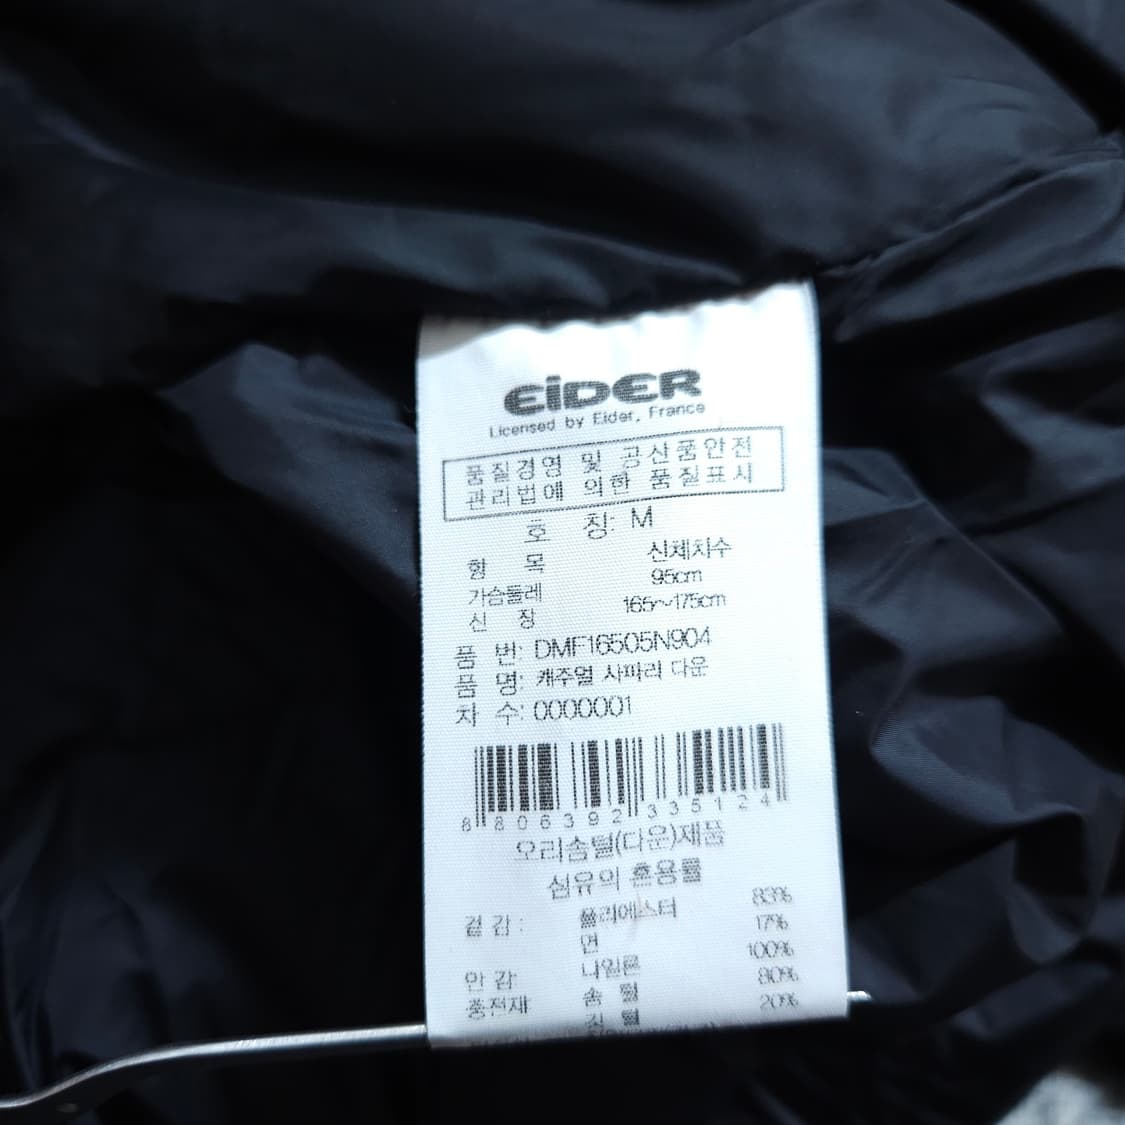 EiDER
Licensed by Eider, France
품질경영 및 공산품안전
관리법에 의한 품질표시
호 칭: M
항 목 신체치수
가슴둘레 95cm
신 장 165~175cm
품 번: DMF16505N904
품 명: 캐주얼 사파리 다운
차 수: 0000001
8 806392 335124
오리솜털(다운)제품
섬유의 혼용률
겉 감: 폴리에스터 83%
면 17%
안 감: 나일론 100%
충전재 솜 털 80%
깃 털 20%